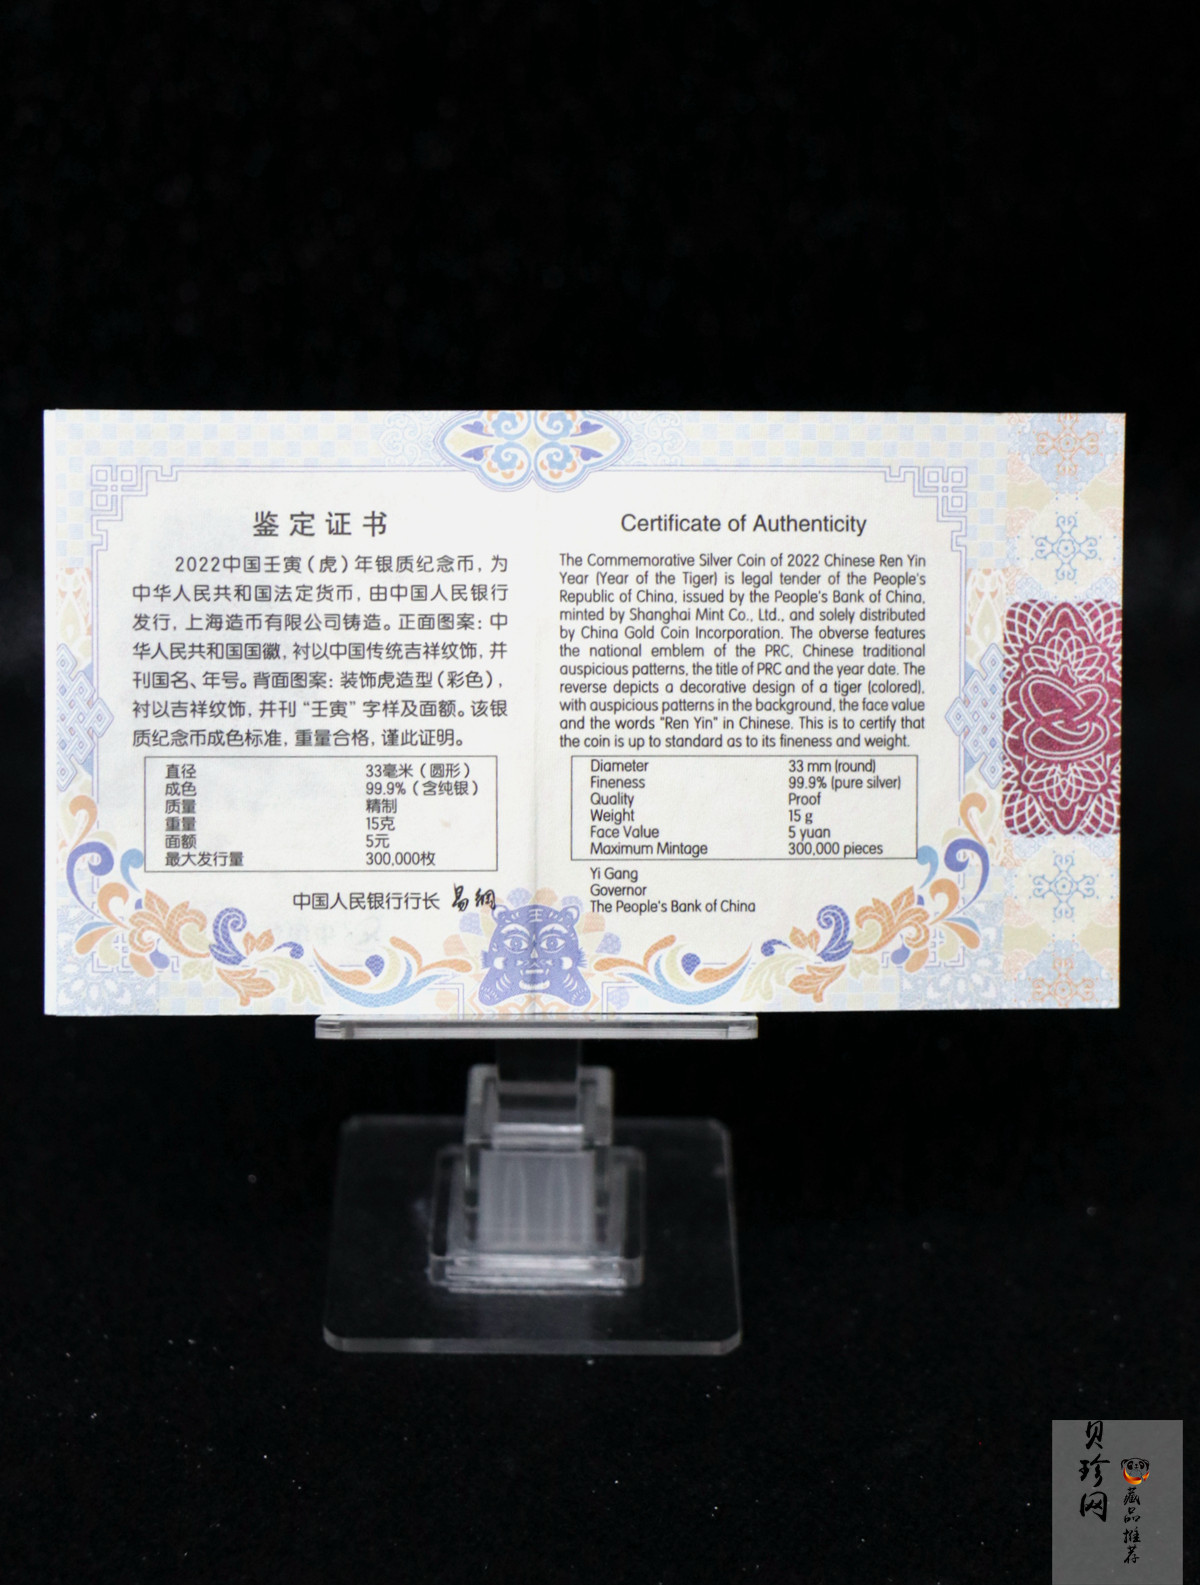 鉴定证书
2022中国壬寅（虎）年银质纪念币，为
中华人民共和国法定货币，由中国人民银行
发行，上海造币有限公司铸造。正面图案：中
华人民共和国国徽，衬以中国传统吉祥纹饰，并
刊国名、年号。背面图案：装饰虎造型（彩色），
衬以吉祥纹饰，并刊“壬寅”字样及面额。该银
质纪念币成色标准，重量合格，谨此证明。
直径 33毫米（圆形）
成色 99.9%（含纯银）
质量 精制
重量 15克
面额 5元
最大发行量 300,000枚
中国人民银行行长 易纲
Certificate of Authenticity
The Commemorative Silver Coin of 2022 Chinese Ren Yin
Year (Year of the Tiger) is legal tender of the People's
Republic of China, issued by the People's Bank of China,
minted by Shanghai Mint Co., Ltd., and solely distributed
by China Gold Coin Incorporation. The obverse features
the national emblem of the PRC, Chinese traditional
auspicious patterns, the title of PRC and the year date. The
reverse depicts a decorative design of a tiger (colored),
with auspicious patterns in the background, the face value
and the words "Ren Yin" in Chinese. This is to certify that
the coin is up to standard as to its fineness and weight.
Diameter 33 mm (round)
Fineness 99.9% (pure silver)
Quality Proof
Weight 15 g
Face Value 5 yuan
Maximum Mintage 300,000 pieces
Yi Gang
Governor
The People's Bank of China
王
贝珍网
藏品推荐